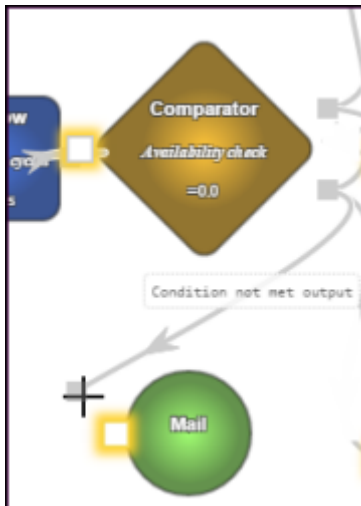 Comparator
Availability check
=0.0
Condition not met output
Mail